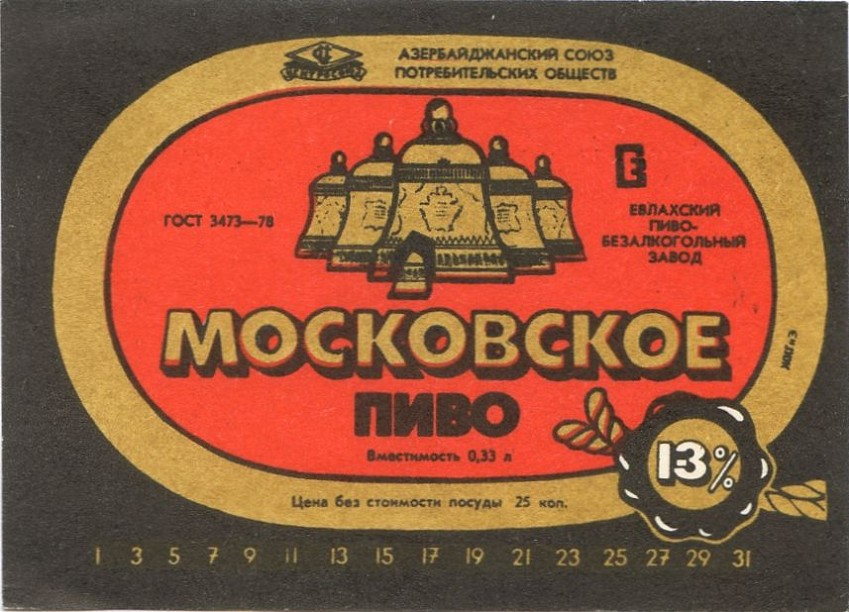 ЦЕНТРОСОЮЗ
АЗЕРБАЙДЖАНСКИЙ СОЮЗ
ПОТРЕБИТЕЛЬСКИХ ОБЩЕСТВ
ГОСТ 3473—78
ЕВЛАХСКИЙ
ПИВО-
БЕЗАЛКОГОЛЬНЫЙ
ЗАВОД
МОСКОВСКОЕ
ПИВО
Вместимость 0,33 л
13%
Цена без стоимости посуды 25 коп.
1 3 5 7 9 11 13 15 17 19 21 23 25 27 29 31